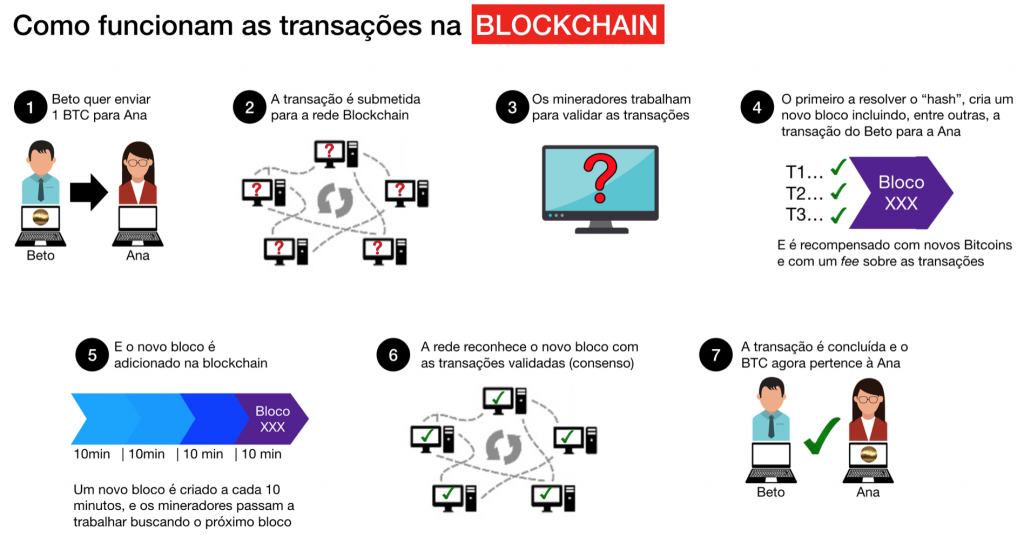 Como funcionam as transações na BLOCKCHAIN
1
Beto quer enviar
1 BTC para Ana
Beto
Ana
2
A transação é submetida
para a rede Blockchain
?
?
?
?
?
3
Os mineradores trabalham
para validar as transações
?
4
O primeiro a resolver o “hash”, cria um
novo bloco incluindo, entre outras, a
transação do Beto para a Ana
T1...
T2...
T3...
Bloco
XXX
E é recompensado com novos Bitcoins
e com um fee sobre as transações
5
E o novo bloco é
adicionado na blockchain
Bloco
XXX
10min | 10min | 10 min | 10 min
Um novo bloco é criado a cada 10
minutos, e os mineradores passam a
trabalhar buscando o próximo bloco
6
A rede reconhece o novo bloco com
as transações validadas (consenso)
7
A transação é concluída e o
BTC agora pertence à Ana
Beto
Ana